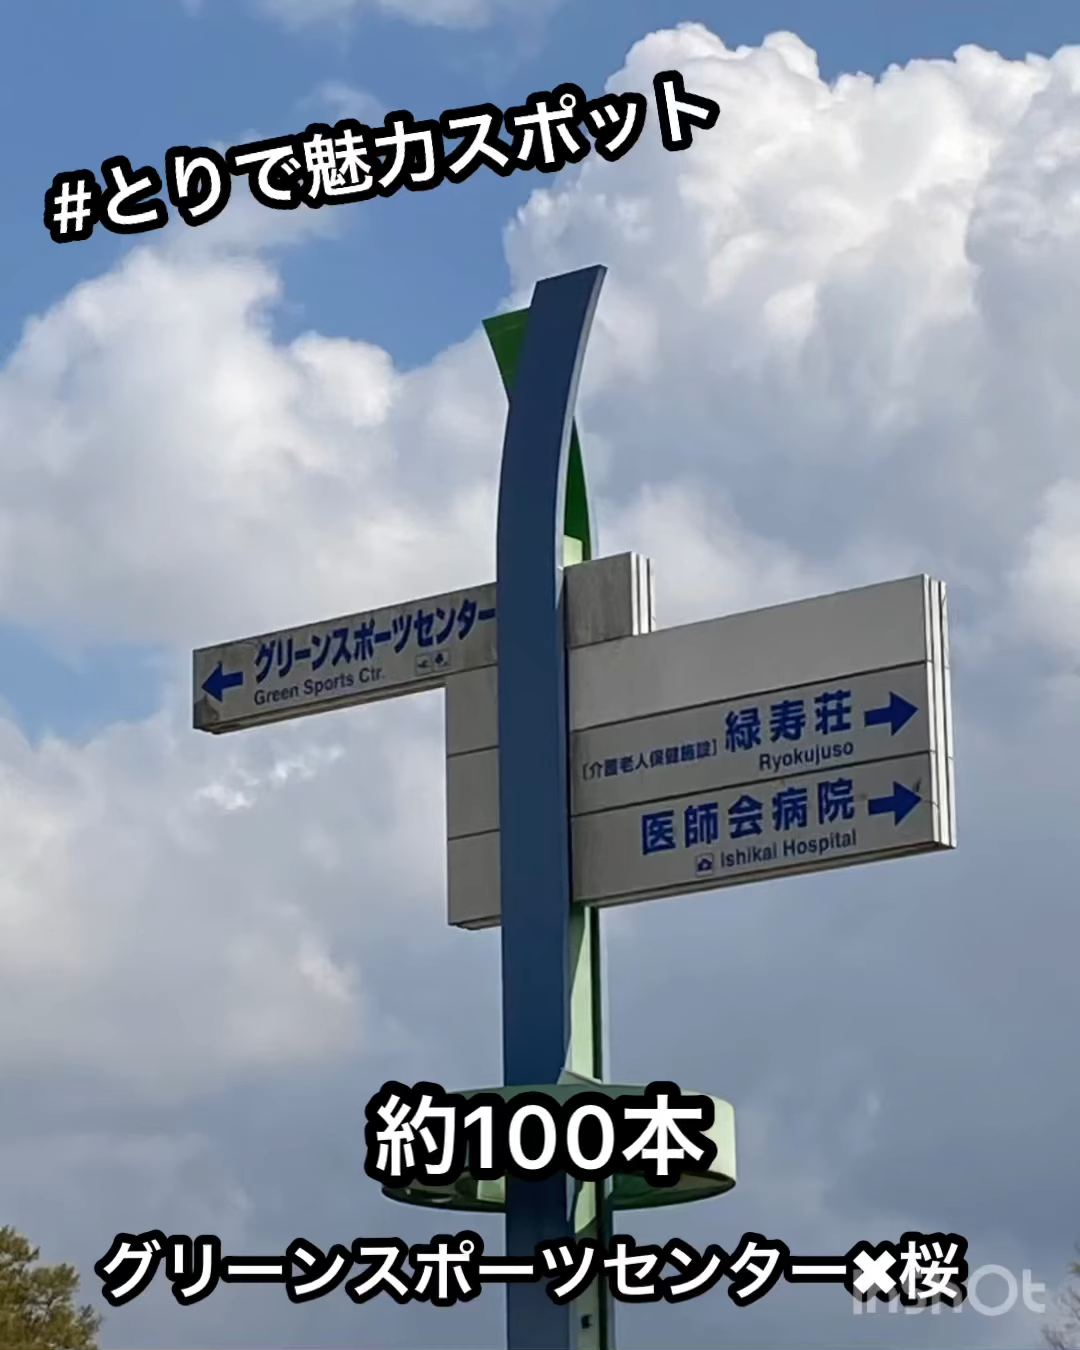 #とりで魅力スポット
グリーンスポーツセンター
Green Sports Ctr.
[介護老人保健施設] 緑寿荘
Ryokujuso
医師会病院
Ishikai Hospital
約100本
グリーンスポーツセンター✖桜
InShOt